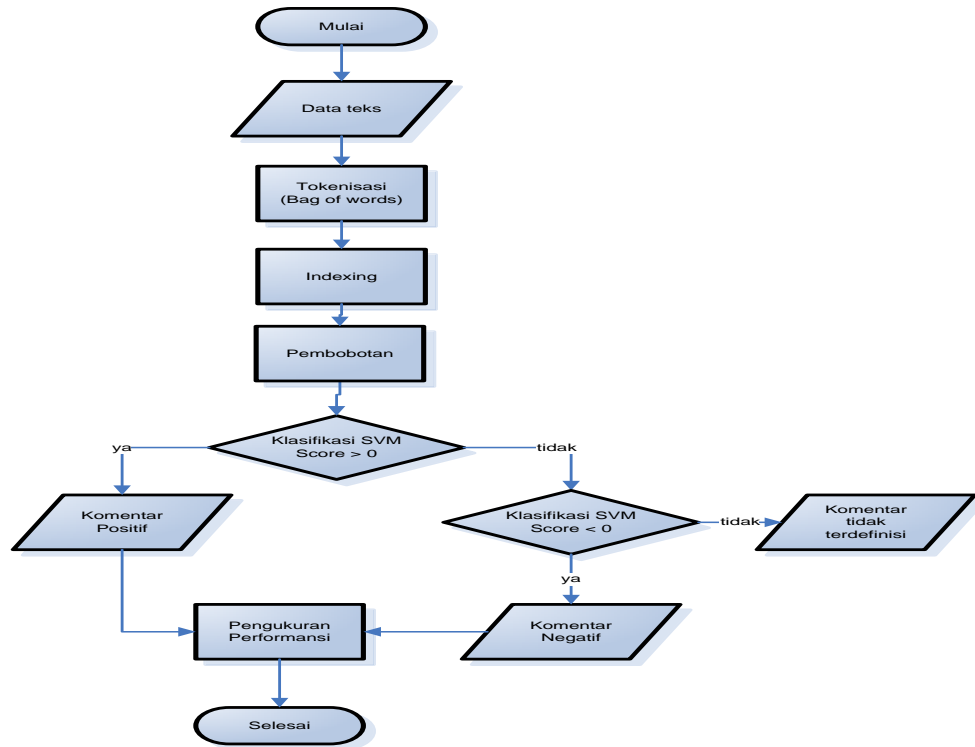 Mulai
Data teks
Tokenisasi
(Bag of words)
Indexing
Pembobotan
Klasifikasi SVM
Score > 0
ya
tidak
Komentar
Positif
Klasifikasi SVM
Score < 0
tidak
Komentar
tidak
terdefinisi
ya
Pengukuran
Performansi
Komentar
Negatif
Selesai